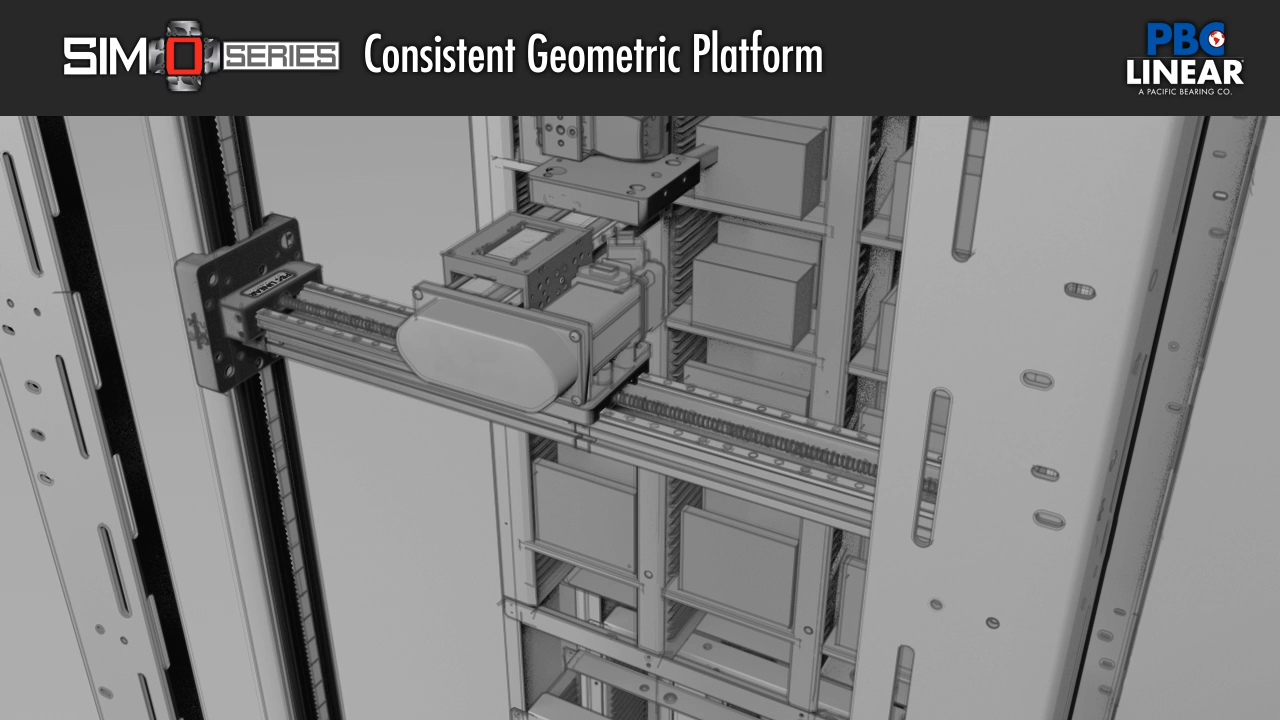 SIMO SERIES
Consistent Geometric Platform
PBC
LINEAR
A PACIFIC BEARING CO.